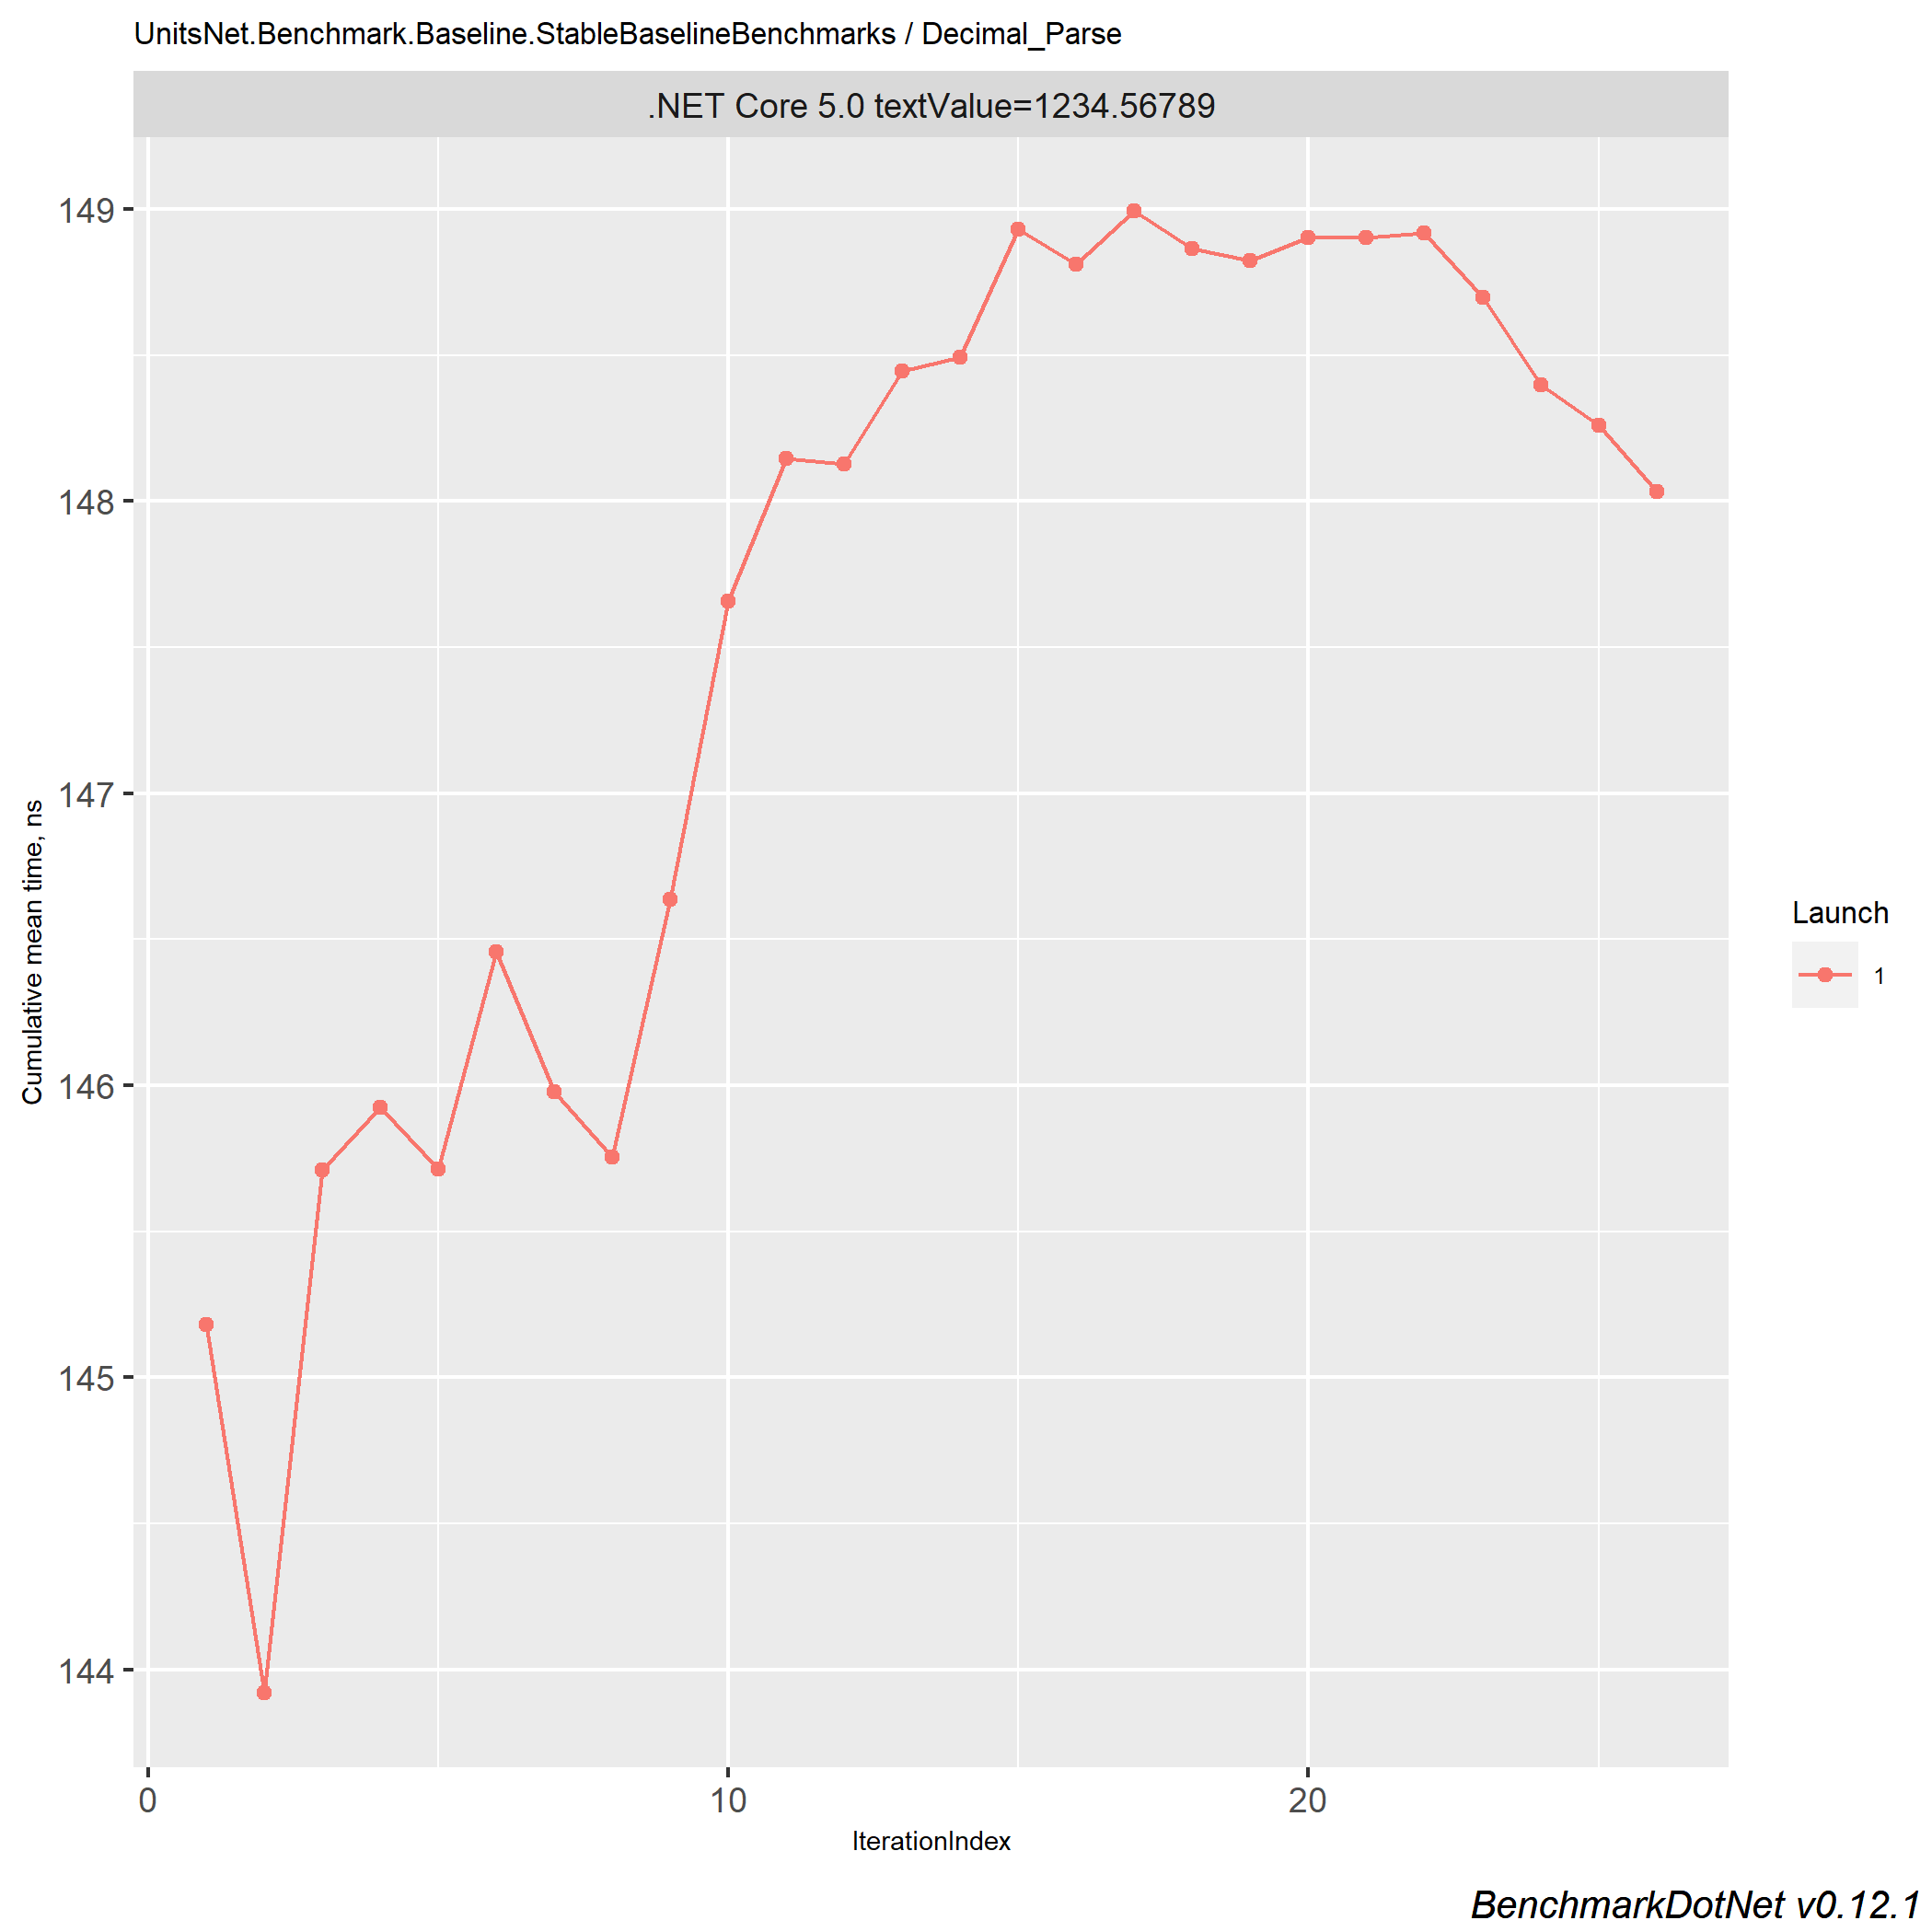 UnitsNet.Benchmark.Baseline.StableBaselineBenchmarks / Decimal_Parse
.NET Core 5.0 textValue=1234.56789
149
148
147
146
145
144
Cumulative mean time, ns
0
10
20
IterationIndex
Launch
1
BenchmarkDotNet v0.12.1